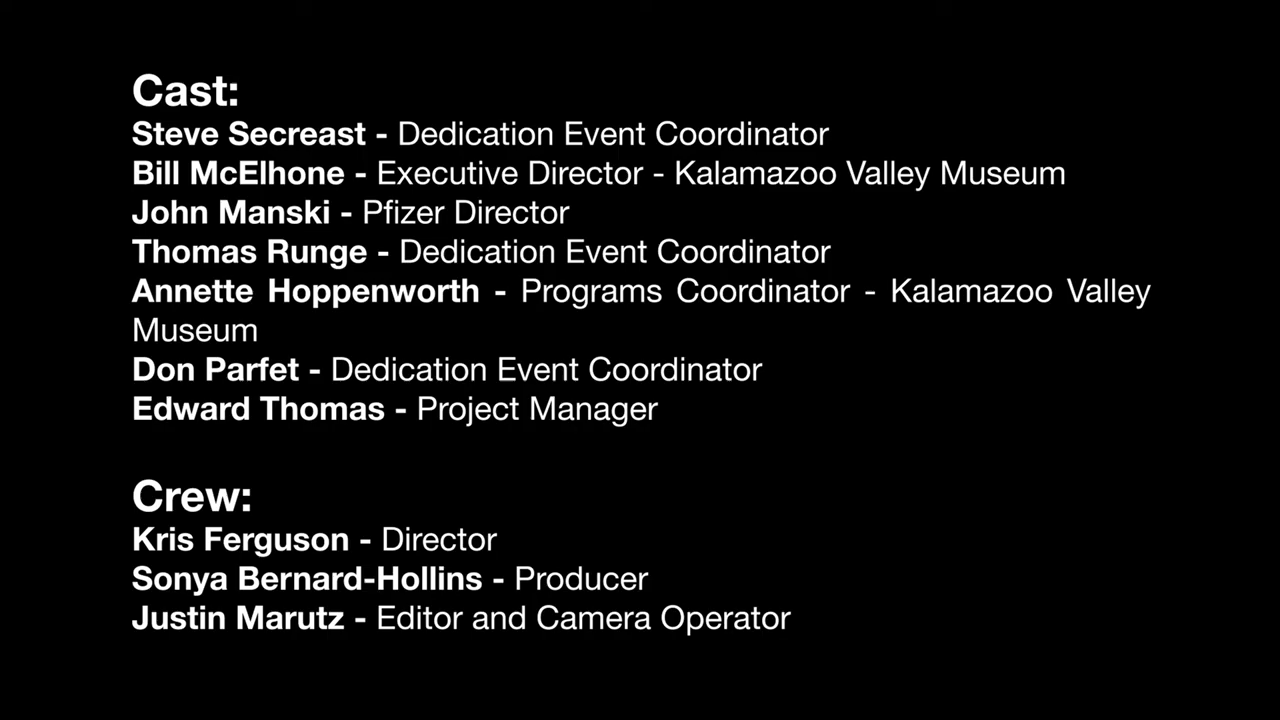 Cast:
Steve Secreast - Dedication Event Coordinator
Bill McElhone - Executive Director - Kalamazoo Valley Museum
John Manski - Pfizer Director
Thomas Runge - Dedication Event Coordinator
Annette Hoppenworth - Programs Coordinator - Kalamazoo Valley
Museum
Don Parfet - Dedication Event Coordinator
Edward Thomas - Project Manager
Crew:
Kris Ferguson - Director
Sonya Bernard-Hollins - Producer
Justin Marutz - Editor and Camera Operator